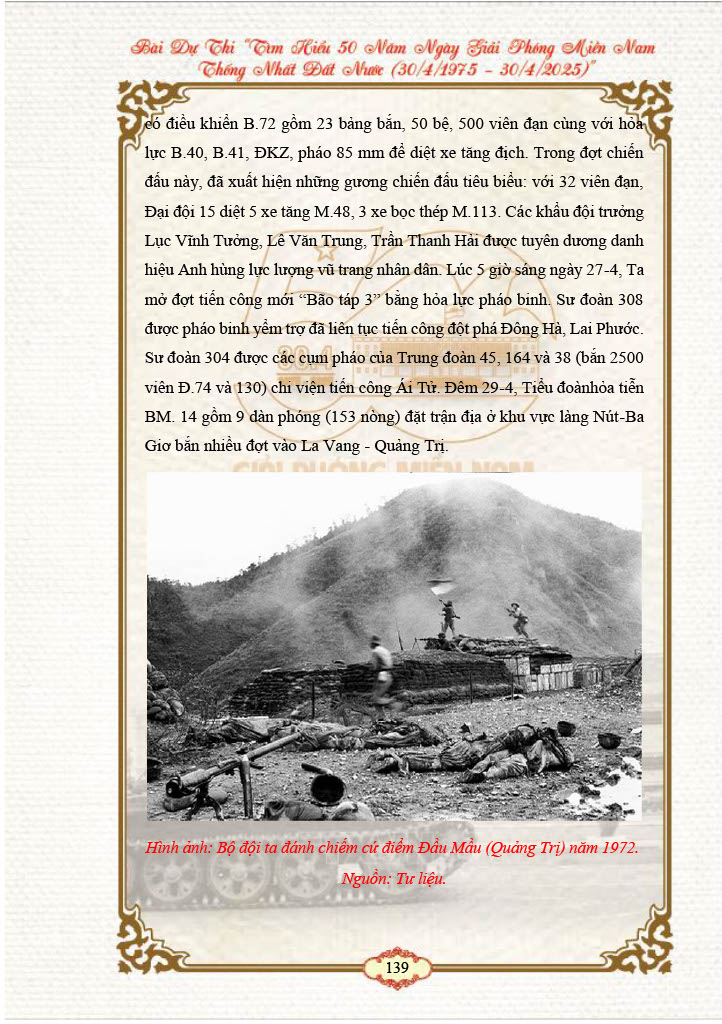 Bài Dự Thi “Tìm Hiểu 50 Năm Ngày Giải Phóng Miền Nam
Thống Nhất Đất Nước (30/4/1975 – 30/4/2025)”
có điều khiển B.72 gồm 23 bảng bắn, 50 bệ, 500 viên đạn cùng với hỏa
lực B.40, B.41, ĐKZ, pháo 85 mm để diệt xe tăng địch. Trong đợt chiến
đấu này, đã xuất hiện những gương chiến đấu tiêu biểu: với 32 viên đạn,
Đại đội 15 diệt 5 xe tăng M.48, 3 xe bọc thép M.113. Các khẩu đội trưởng
Lục Vĩnh Tưởng, Lê Văn Trung, Trần Thanh Hải được tuyên dương danh
hiệu Anh hùng lực lượng vũ trang nhân dân. Lúc 5 giờ sáng ngày 27-4, Ta
mở đợt tiến công mới “Bão táp 3” bằng hỏa lực pháo binh. Sư đoàn 308
được pháo binh yểm trợ đã liên tục tiến công đột phá Đông Hà, Lai Phước.
Sư đoàn 304 được các cụm pháo của Trung đoàn 45, 164 và 38 (bắn 2500
viên Đ.74 và 130) chi viện tiến công Ái Tử. Đêm 29-4, Tiểu đoànhỏa tiễn
BM. 14 gồm 9 dàn phóng (153 nòng) đặt trận địa ở khu vực làng Nút-Ba
Giơ bắn nhiều đợt vào La Vang - Quảng Trị.
30.4
GIẢI PHÓNG MIỀN NAM
Hình ảnh: Bộ đội ta đánh chiếm cứ điểm Đầu Mầu (Quảng Trị) năm 1972.
Nguồn: Tư liệu.
139